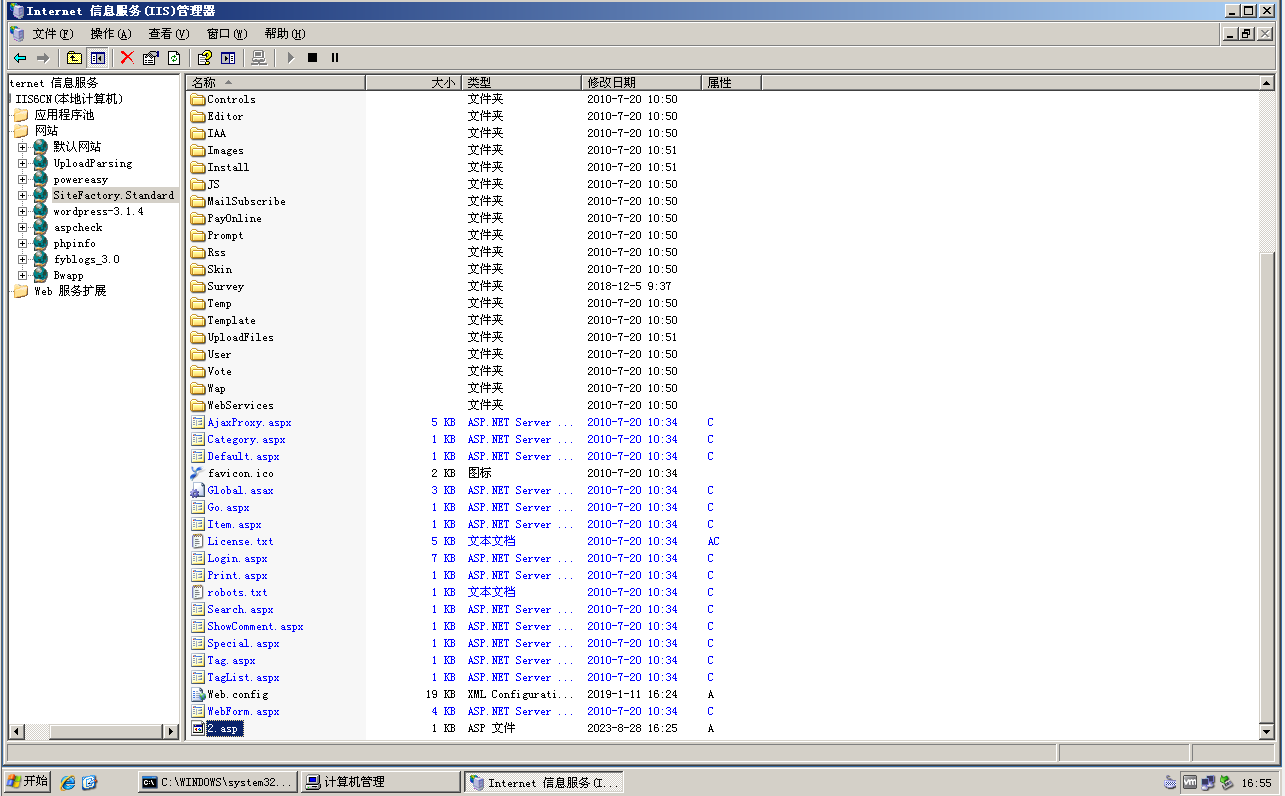 Internet 信息服务(IIS)管理器
文件(F) 操作(A) 查看(V) 窗口(W) 帮助(H)
ternet 信息服务
IIS6CN(本地计算机)
应用程序池
网站
默认网站
UploadParsing
powereasy
SiteFactory.Standard
wordpress-3.1.4
aspcheck
phpinfo
fyblogs_3.0
Bwapp
Web 服务扩展
名称 大小 类型 修改日期 属性
Controls 文件夹 2010-7-20 10:50
Editor 文件夹 2010-7-20 10:50
IAA 文件夹 2010-7-20 10:50
Images 文件夹 2010-7-20 10:51
Install 文件夹 2010-7-20 10:51
JS 文件夹 2010-7-20 10:50
MailSubscribe 文件夹 2010-7-20 10:50
PayOnline 文件夹 2010-7-20 10:50
Prompt 文件夹 2010-7-20 10:50
Rss 文件夹 2010-7-20 10:50
Skin 文件夹 2010-7-20 10:50
Survey 文件夹 2018-12-5 9:37
Temp 文件夹 2010-7-20 10:50
Template 文件夹 2010-7-20 10:50
UploadFiles 文件夹 2010-7-20 10:51
User 文件夹 2010-7-20 10:50
Vote 文件夹 2010-7-20 10:50
Wap 文件夹 2010-7-20 10:50
WebServices 文件夹 2010-7-20 10:50
AjaxProxy.aspx 5 KB ASP.NET Server ... 2010-7-20 10:34 C
Category.aspx 1 KB ASP.NET Server ... 2010-7-20 10:34 C
Default.aspx 1 KB ASP.NET Server ... 2010-7-20 10:34 C
favicon.ico 2 KB 图标 2010-7-20 10:34
Global.asax 3 KB ASP.NET Server ... 2010-7-20 10:34 C
Go.aspx 1 KB ASP.NET Server ... 2010-7-20 10:34 C
Item.aspx 1 KB ASP.NET Server ... 2010-7-20 10:34 C
License.txt 5 KB 文本文档 2010-7-20 10:34 AC
Login.aspx 7 KB ASP.NET Server ... 2010-7-20 10:34 C
Print.aspx 1 KB ASP.NET Server ... 2010-7-20 10:34 C
robots.txt 1 KB 文本文档 2010-7-20 10:34 C
Search.aspx 1 KB ASP.NET Server ... 2010-7-20 10:34 C
ShowComment.aspx 1 KB ASP.NET Server ... 2010-7-20 10:34 C
Special.aspx 1 KB ASP.NET Server ... 2010-7-20 10:34 C
Tag.aspx 1 KB ASP.NET Server ... 2010-7-20 10:34 C
TagList.aspx 1 KB ASP.NET Server ... 2010-7-20 10:34 C
Web.config 19 KB XML Configurati... 2019-1-11 16:24 A
WebForm.aspx 4 KB ASP.NET Server ... 2010-7-20 10:34 C
2.asp 1 KB ASP 文件 2023-8-28 16:25 A
开始 C:\WINDOWS\system32... 计算机管理 Internet 信息服务(I... vm 16:55